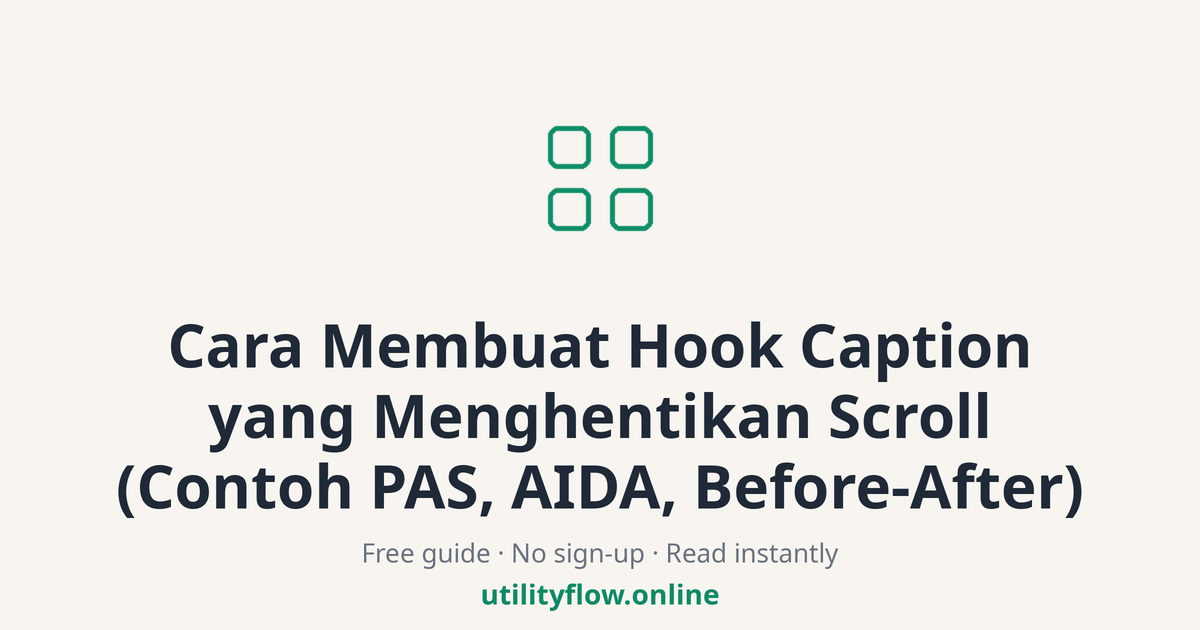 Cara Membuat Hook Caption
yang Menghentikan Scroll
(Contoh PAS, AIDA, Before-After)
Free guide · No sign-up · Read instantly
utilityflow.online